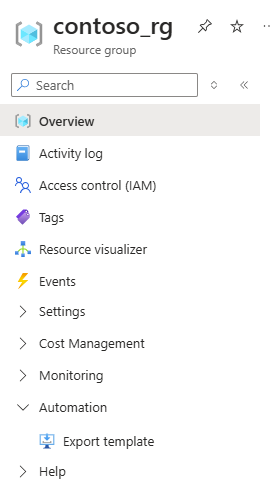 contoso_rg
Resource group
Search
Overview
Activity log
Access control (IAM)
Tags
Resource visualizer
Events
Settings
Cost Management
Monitoring
Automation
Export template
Help